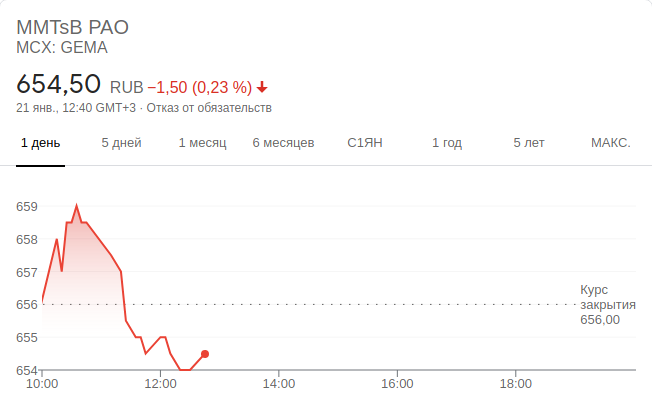 MMTsB PAO
MCX: GEMA
654,50 RUB −1,50 (0,23 %)
21 янв., 12:40 GMT+3 · Отказ от обязательств
1 день 5 дней 1 месяц 6 месяцев С1ЯН 1 год 5 лет МАКС.
659
658
657
656
655
654
Курс
закрытия
656,00
10:00 12:00 14:00 16:00 18:00